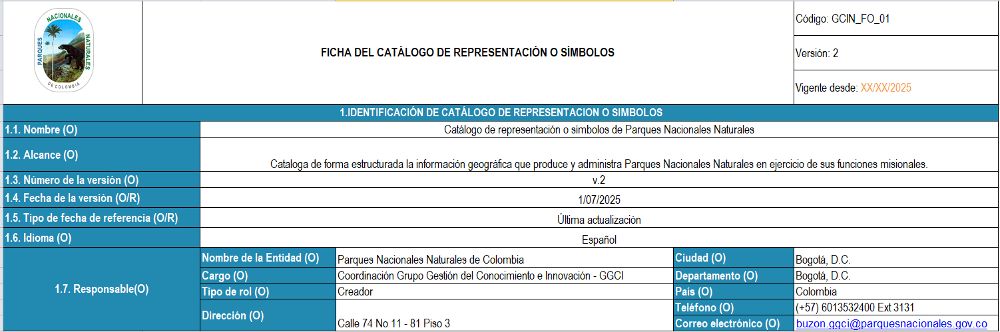 PARQUES NACIONALES NATURALES
DE COLOMBIA
FICHA DEL CATÁLOGO DE REPRESENTACIÓN O SÍMBOLOS
Código: GCIN_FO_01
Versión: 2
Vigente desde: XX/XX/2025
1.IDENTIFICACIÓN DE CATÁLOGO DE REPRESENTACION O SIMBOLOS
1.1. Nombre (O) Catálogo de representación o símbolos de Parques Nacionales Naturales
1.2. Alcance (O) Cataloga de forma estructurada la información geográfica que produce y administra Parques Nacionales Naturales en ejercicio de sus funciones misionales.
1.3. Número de la versión (O) v.2
1.4. Fecha de la versión (O/R) 1/07/2025
1.5. Tipo de fecha de referencia (O/R) Última actualización
1.6. Idioma (O) Español
1.7. Responsable(O)
Nombre de la Entidad (O) Parques Nacionales Naturales de Colombia Ciudad (O) Bogotá, D.C.
Cargo (O) Coordinación Grupo Gestión del Conocimiento e Innovación - GGCI Departamento (O) Bogotá, D.C.
Tipo de rol (O) Creador País (O) Colombia
Dirección (O) Calle 74 No 11 - 81 Piso 3 Teléfono (O) (+57) 6013532400 Ext 3131
Correo electrónico (O) buzon.ggci@parquesnacionales.gov.co